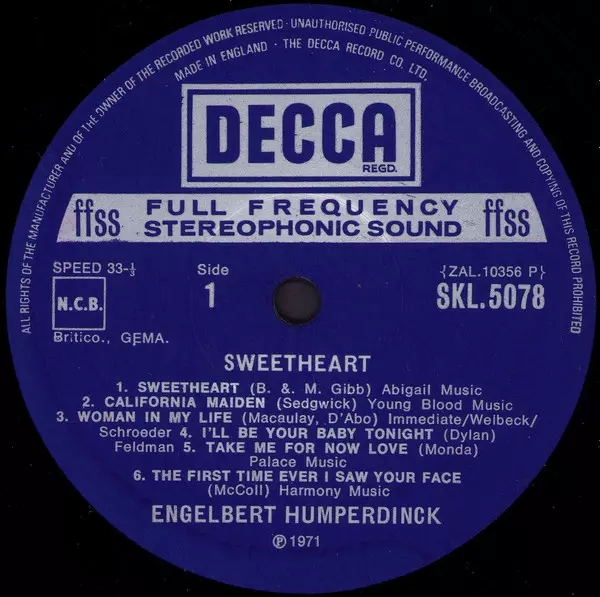 ALL RIGHTS OF THE MANUFACTURER AND OF THE OWNER OF THE RECORDED WORK RESERVED · UNAUTHORISED PUBLIC PERFORMANCE BROADCASTING AND COPYING OF THIS RECORD PROHIBITED
MADE IN ENGLAND · THE DECCA RECORD CO. LTD.
DECCA
REGD.
ffss FULL FREQUENCY ffss
STEREOPHONIC SOUND
SPEED 33-⅓ Side {ZAL.10356 P}
N.C.B. 1 SKL.5078
Britico., GEMA.
SWEETHEART
1. SWEETHEART (B. & M. Gibb) Abigail Music
2. CALIFORNIA MAIDEN (Sedgwick) Young Blood Music
3. WOMAN IN MY LIFE (Macaulay, D'Abo) Immediate/Welbeck/
Schroeder 4. I'LL BE YOUR BABY TONIGHT (Dylan)
Feldman 5. TAKE ME FOR NOW LOVE (Monda)
Palace Music
6. THE FIRST TIME EVER I SAW YOUR FACE
(McColl) Harmony Music
ENGELBERT HUMPERDINCK
℗ 1971